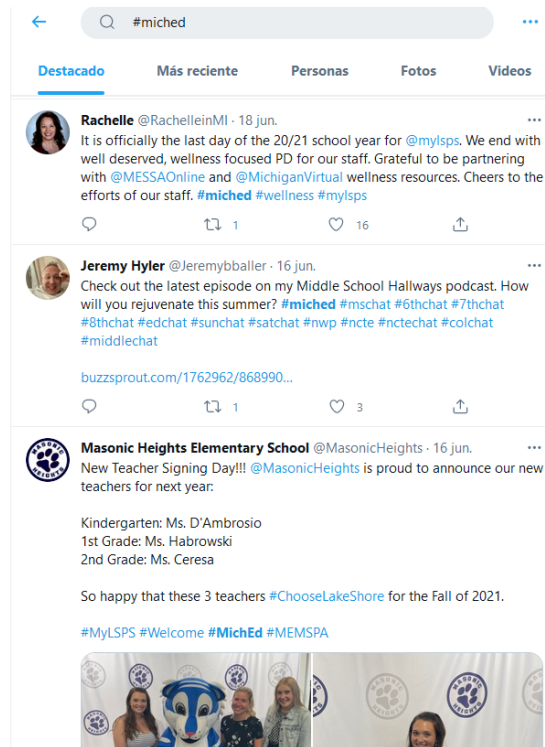 #miched
Destacado Más reciente Personas Fotos Videos
Rachelle @RachelleinMI · 18 jun.
It is officially the last day of the 20/21 school year for @mylsps. We end with
well deserved, wellness focused PD for our staff. Grateful to be partnering
with @MESSAOnline and @MichiganVirtual wellness resources. Cheers to the
efforts of our staff. #miched #wellness #mylsps
1 16
Jeremy Hyler @Jeremybballer · 16 jun.
Check out the latest episode on my Middle School Hallways podcast. How
will you rejuvenate this summer? #miched #mschat #6thchat #7thchat
#8thchat #edchat #sunchat #satchat #nwp #ncte #nctechat #colchat
#middlechat
buzzsprout.com/1762962/868990...
1 3
MASONIC HEIGHTS
Masonic Heights Elementary School @MasonicHeights · 16 jun.
New Teacher Signing Day!!! @MasonicHeights is proud to announce our new
teachers for next year:
Kindergarten: Ms. D'Ambrosio
1st Grade: Ms. Habrowski
2nd Grade: Ms. Ceresa
So happy that these 3 teachers #ChooseLakeShore for the Fall of 2021.
#MyLSPS #Welcome #MichEd #MEMSPA